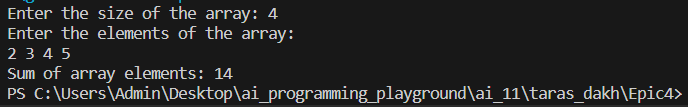 Enter the size of the array: 4
Enter the elements of the array:
2 3 4 5
Sum of array elements: 14
PS C:\Users\Admin\Desktop\ai_programming_playground\ai_11\taras_dakh\Epic4>